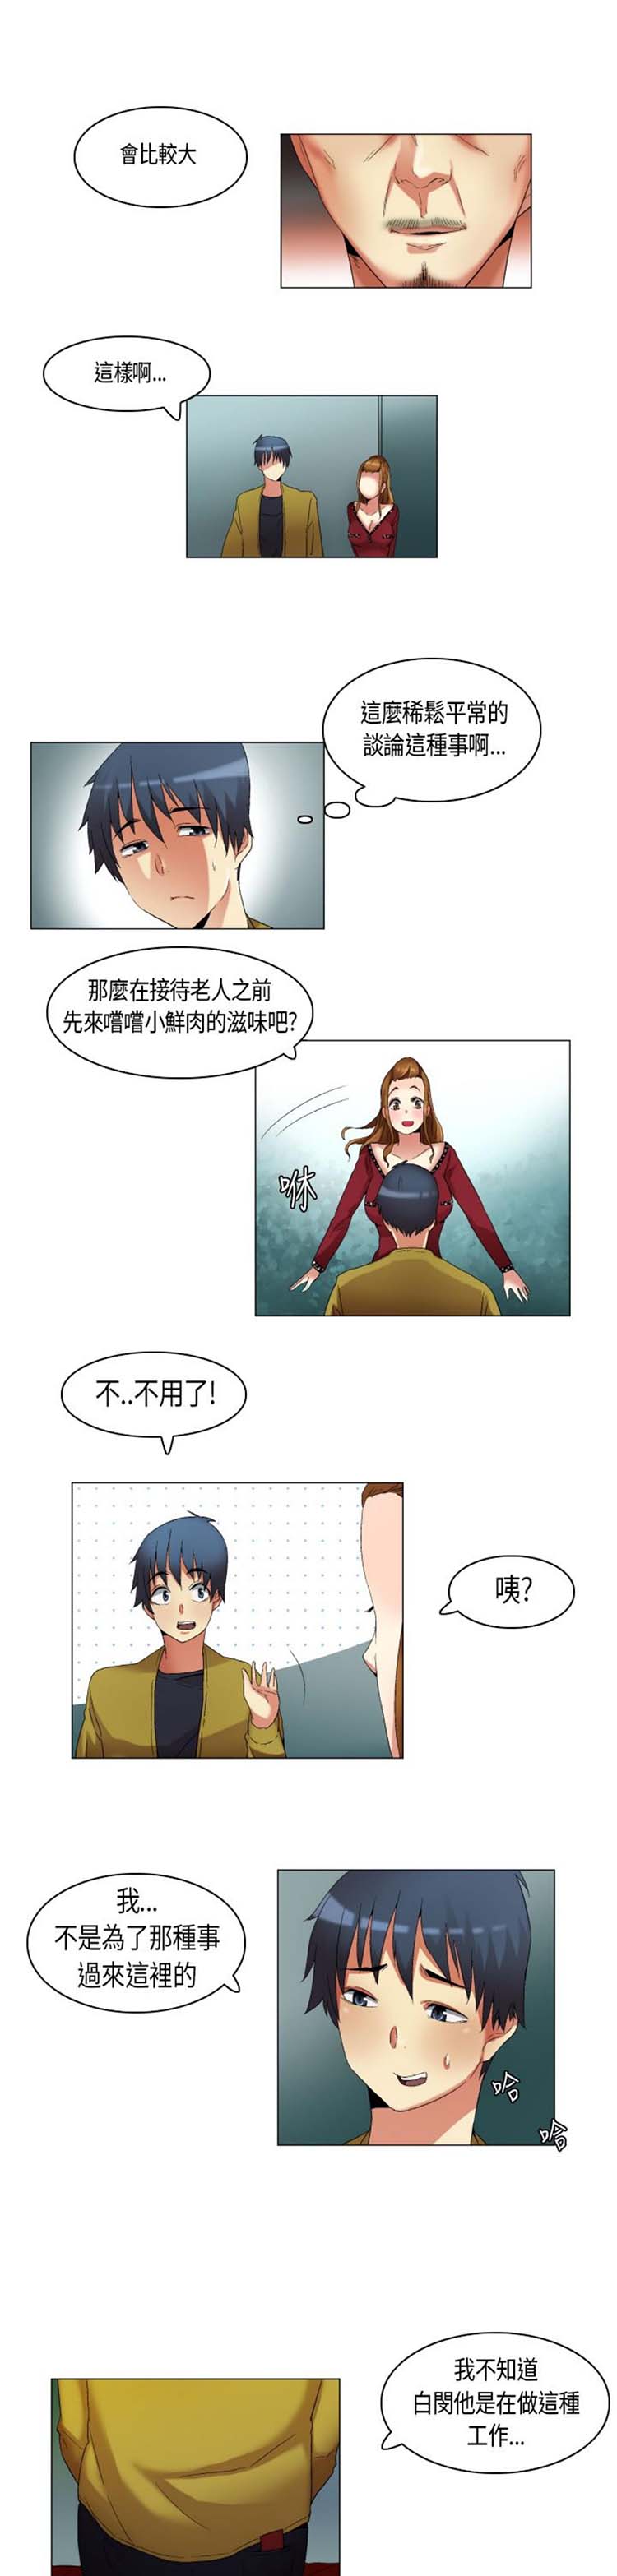 會比較大
這樣啊...
這麼稀鬆平常的
談論這種事啊...
那麼在接待老人之前
先來嚐嚐小鮮肉的滋味吧?
咻
不..不用了!
咦?
我...
不是為了那種事
過來這裡的
哈
哈
我不知道
白閔他是在做這種
工作...